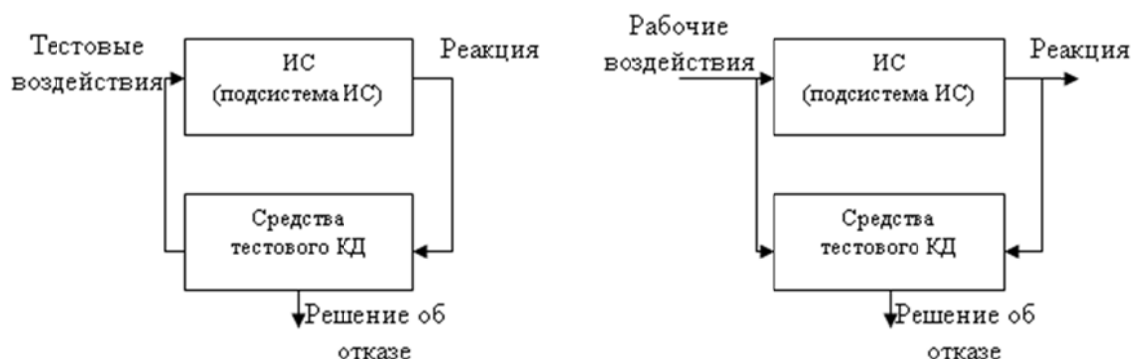 Тестовые
воздействия
ИС
(подсистема ИС)
Реакция
Средства
тестового КД
Решение об
отказе
Рабочие
воздействия
ИС
(подсистема ИС)
Реакция
Средства
тестового КД
Решение об
отказе